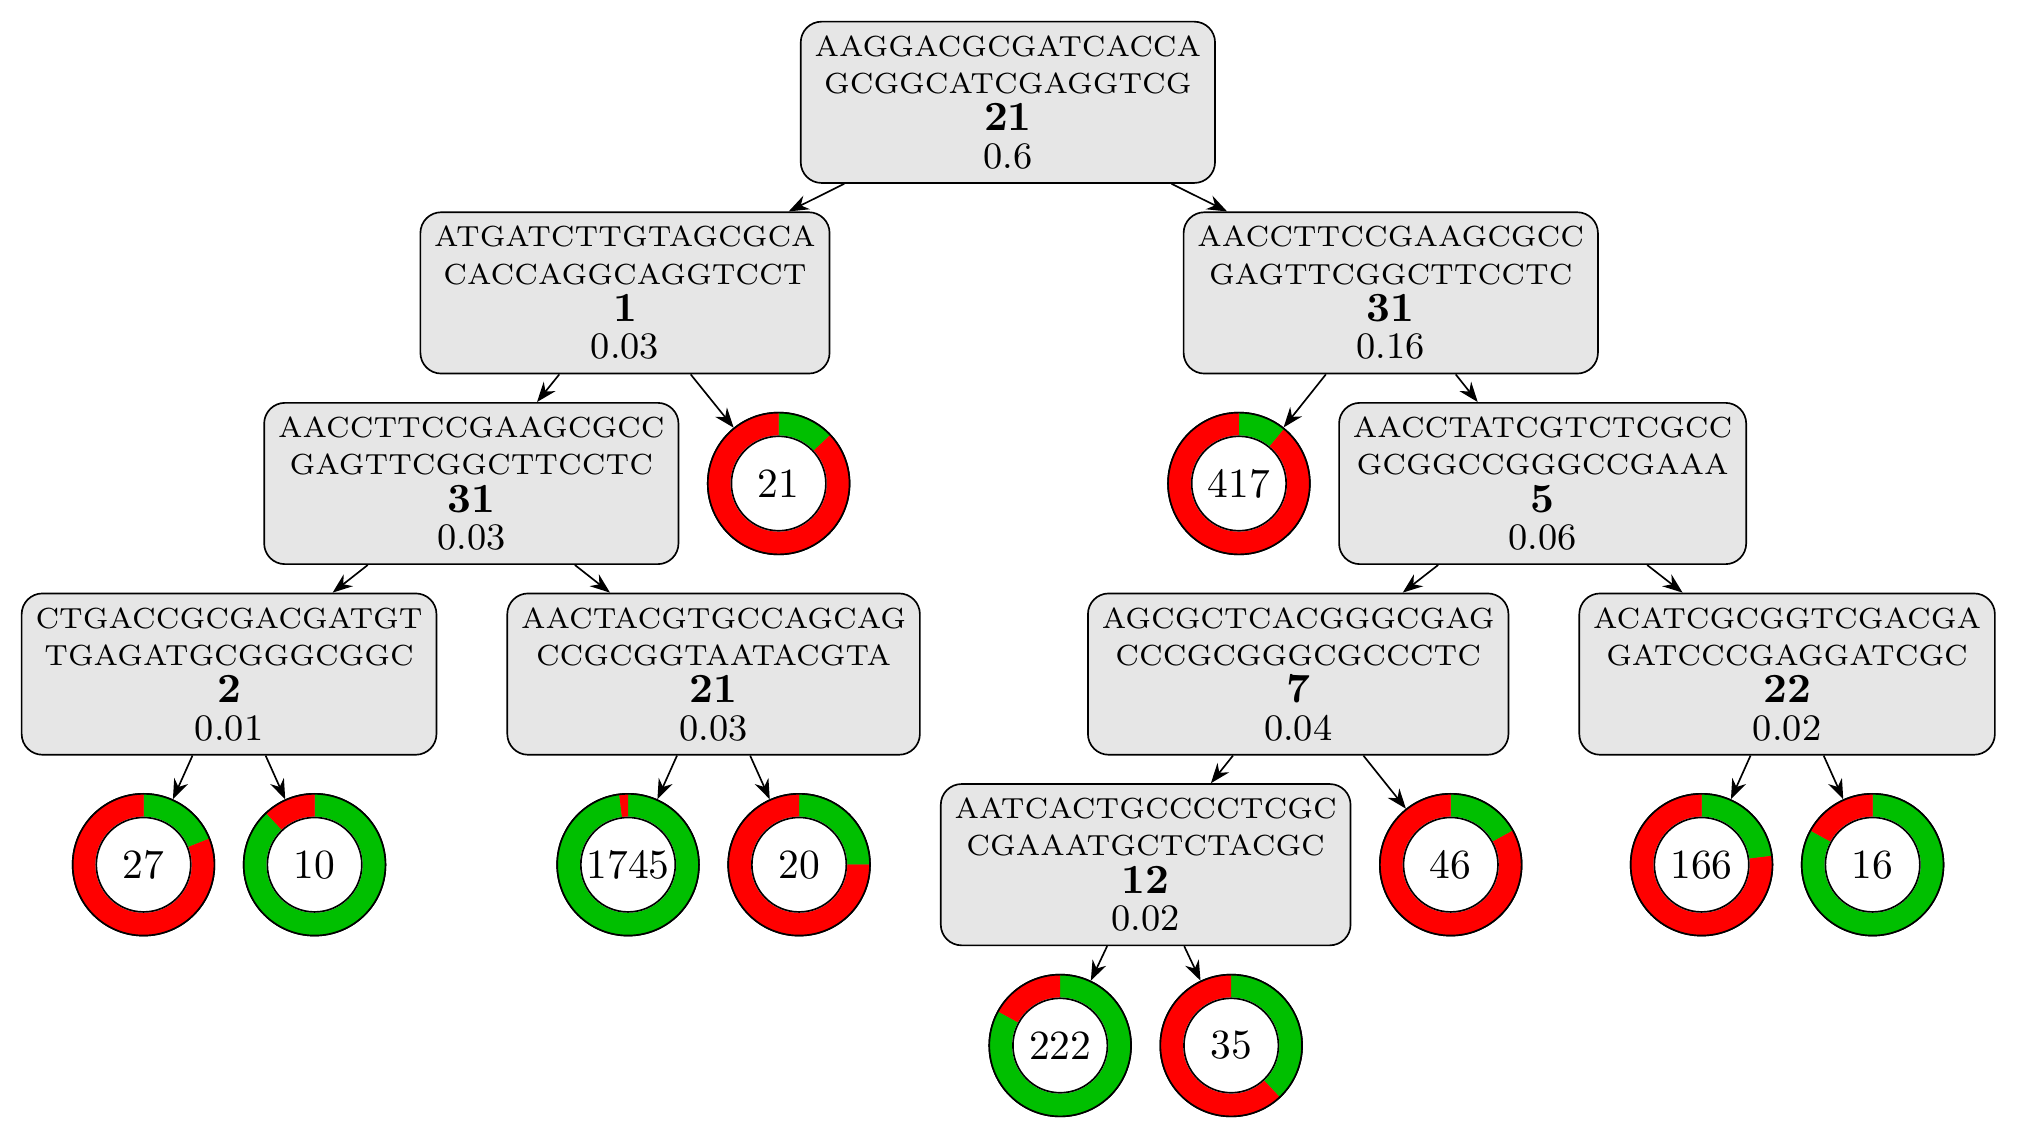 AAGGACGCGATCACCA
GCGGCATCGAGGTCG
21
0.6
ATGATCTTGTAGCGCA
CACCAGGCAGGTCCT
1
0.03
AACCTTCCGAAGCGCC
GAGTTCGGCTTCCTC
31
0.16
AACCTTCCGAAGCGCC
GAGTTCGGCTTCCTC
31
0.03
21
417
AACCTATCGTCTCGCC
GCGGCCGGGCCGAAA
5
0.06
CTGACCGCGACGATGT
TGAGATGCGGGCGGC
2
0.01
AACTACGTGCCAGCAG
CCGCGGTAATACGTA
21
0.03
AGCGCTCACGGGCGAG
CCCGCGGGCGCCCTC
7
0.04
ACATCGCGGTCGACGA
GATCCCGAGGATCGC
22
0.02
27
10
1745
20
AATCACTGCCCCTCGC
CGAAATGCTCTACGC
12
0.02
46
166
16
222
35